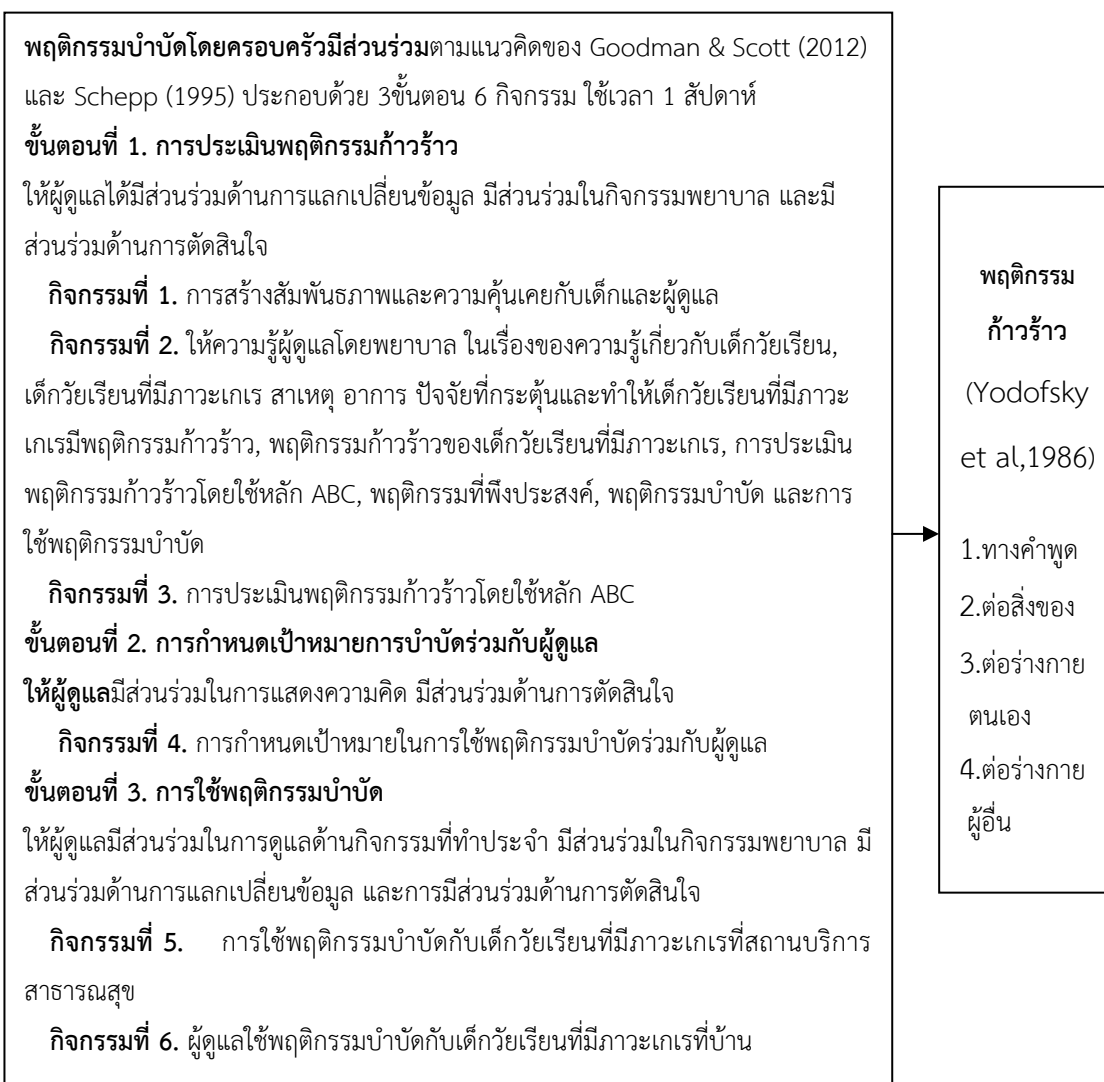 พฤติกรรมบำบัดโดยครอบครัวมีส่วนร่วมตามแนวคิดของ Goodman & Scott (2012)
และ Schepp (1995) ประกอบด้วย 3ขั้นตอน 6 กิจกรรม ใช้เวลา 1 สัปดาห์
ขั้นตอนที่ 1. การประเมินพฤติกรรมก้าวร้าว
ให้ผู้ดูแลได้มีส่วนร่วมด้านการแลกเปลี่ยนข้อมูล มีส่วนร่วมในกิจกรรมพยาบาล และมี
ส่วนร่วมด้านการตัดสินใจ
กิจกรรมที่ 1. การสร้างสัมพันธภาพและความคุ้นเคยกับเด็กและผู้ดูแล
กิจกรรมที่ 2. ให้ความรู้ผู้ดูแลโดยพยาบาล ในเรื่องของความรู้เกี่ยวกับเด็กวัยเรียน,
เด็กวัยเรียนที่มีภาวะเกเร สาเหตุ อาการ ปัจจัยที่กระตุ้นและทำให้เด็กวัยเรียนที่มีภาวะ
เกเรมีพฤติกรรมก้าวร้าว, พฤติกรรมก้าวร้าวของเด็กวัยเรียนที่มีภาวะเกเร, การประเมิน
พฤติกรรมก้าวร้าวโดยใช้หลัก ABC, พฤติกรรมที่พึงประสงค์, พฤติกรรมบำบัด และการ
ใช้พฤติกรรมบำบัด
กิจกรรมที่ 3. การประเมินพฤติกรรมก้าวร้าวโดยใช้หลัก ABC
ขั้นตอนที่ 2. การกำหนดเป้าหมายการบำบัดร่วมกับผู้ดูแล
ให้ผู้ดูแลมีส่วนร่วมในการแสดงความคิด มีส่วนร่วมด้านการตัดสินใจ
กิจกรรมที่ 4. การกำหนดเป้าหมายในการใช้พฤติกรรมบำบัดร่วมกับผู้ดูแล
ขั้นตอนที่ 3. การใช้พฤติกรรมบำบัด
ให้ผู้ดูแลมีส่วนร่วมในการดูแลด้านกิจกรรมที่ทำประจำ มีส่วนร่วมในกิจกรรมพยาบาล มี
ส่วนร่วมด้านการแลกเปลี่ยนข้อมูล และการมีส่วนร่วมด้านการตัดสินใจ
กิจกรรมที่ 5. การใช้พฤติกรรมบำบัดกับเด็กวัยเรียนที่มีภาวะเกเรที่สถานบริการ
สาธารณสุข
กิจกรรมที่ 6. ผู้ดูแลใช้พฤติกรรมบำบัดกับเด็กวัยเรียนที่มีภาวะเกเรที่บ้าน
พฤติกรรม
ก้าวร้าว
(Yodofsky
et al,1986)
1.ทางคำพูด
2.ต่อสิ่งของ
3.ต่อร่างกาย
ตนเอง
4.ต่อร่างกาย
ผู้อื่น